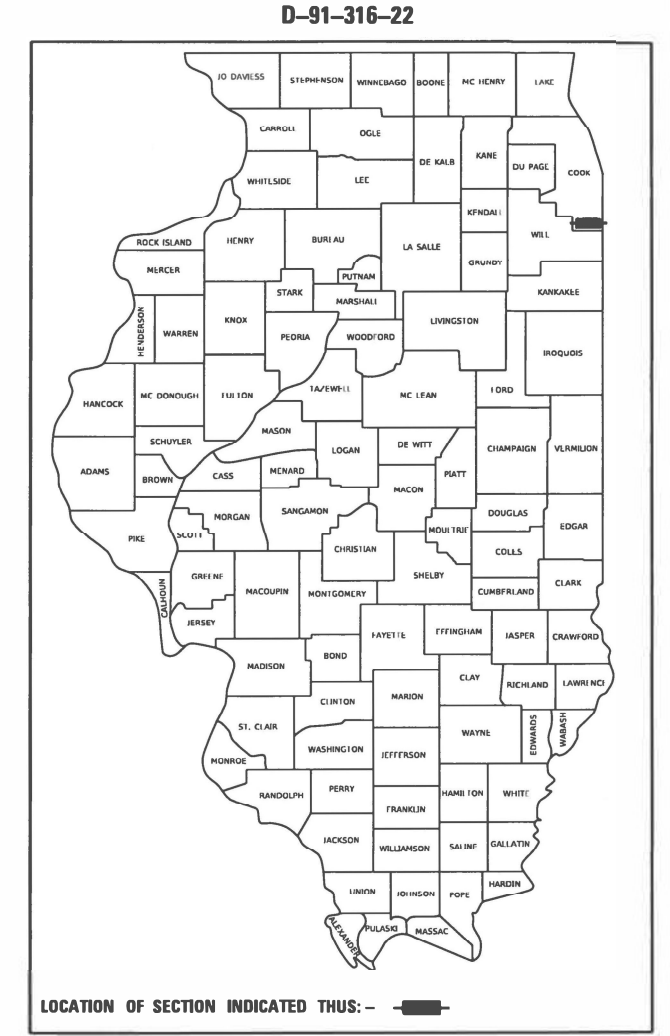 D-91-316-22
JO DAVIESS STEPHENSON WINNEBAGO BOONE MC HENRY LAKE
CARROLL OGLE
DE KALB KANE DU PAGE COOK
WHITESIDE LEE
KENDALL
ROCK ISLAND HENRY BUREAU LA SALLE WILL
MERCER PUTNAM GRUNDY
STARK MARSHALL KANKAKEE
HENDERSON WARREN KNOX PEORIA WOODFORD LIVINGSTON
IROQUOIS
HANCOCK MC DONOUGH FULTON TAZEWELL MC LEAN FORD
MASON
SCHUYLER LOGAN DE WITT CHAMPAIGN VERMILION
ADAMS BROWN CASS MENARD PIATT
MACON
MORGAN SANGAMON DOUGLAS
PIKE SCOTT MOULTRIE EDGAR
CHRISTIAN COLES
GREENE SHELBY
CALHOUN MACOUPIN MONTGOMERY CUMBERLAND CLARK
JERSEY
FAYETTE EFFINGHAM JASPER CRAWFORD
MADISON BOND
CLAY RICHLAND LAWRENCE
CLINTON MARION
ST. CLAIR WAYNE EDWARDS WABASH
WASHINGTON JEFFERSON
MONROE
RANDOLPH PERRY HAMILTON WHITE
FRANKLIN
JACKSON WILLIAMSON SALINE GALLATIN
UNION JOHNSON POPE HARDIN
ALEXANDER PULASKI MASSAC
LOCATION OF SECTION INDICATED THUS: -